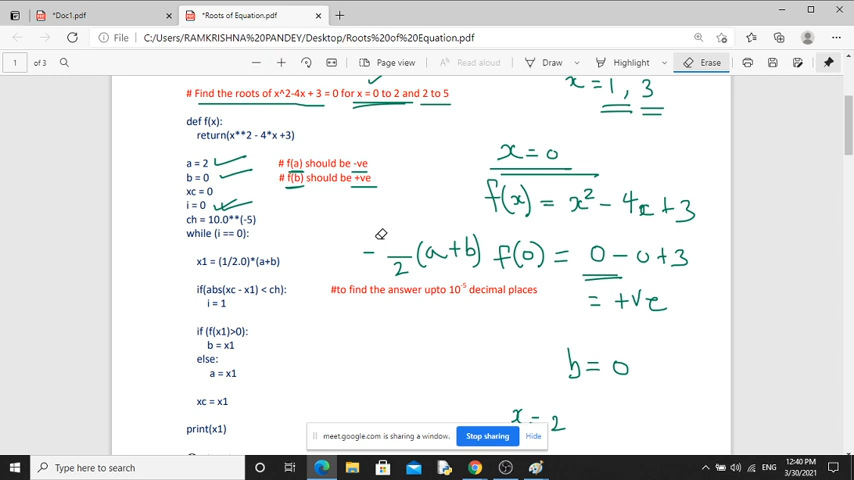 *Doc1.pdf
*Roots of Equation.pdf
File
C:/Users/RAMKRISHNA%20PANDEY/Desktop/Roots%20of%20Equation.pdf
1 of 3
Page view
Read aloud
Draw
Highlight
Erase
# Find the roots of x^2-4x + 3 = 0 for x = 0 to 2 and 2 to 5
x = 1, 3
def f(x):
return(x**2 - 4*x +3)
a = 2 # f(a) should be -ve
b = 0 # f(b) should be +ve
xc = 0
i = 0
ch = 10.0**(-5)
while (i == 0):
x1 = (1/2.0)*(a+b)
if(abs(xc - x1) < ch): #to find the answer upto 10-5 decimal places
i = 1
if (f(x1)>0):
b = x1
else:
a = x1
xc = x1
print(x1)
x = 0
f(x) = x2 - 4x + 3
- 1/2 (a+b) f(0) = 0 - 0 + 3
= +ve
b = 0
x = 2
meet.google.com is sharing a window.
Stop sharing
Hide
Type here to search
ENG
12:40 PM
3/30/2021